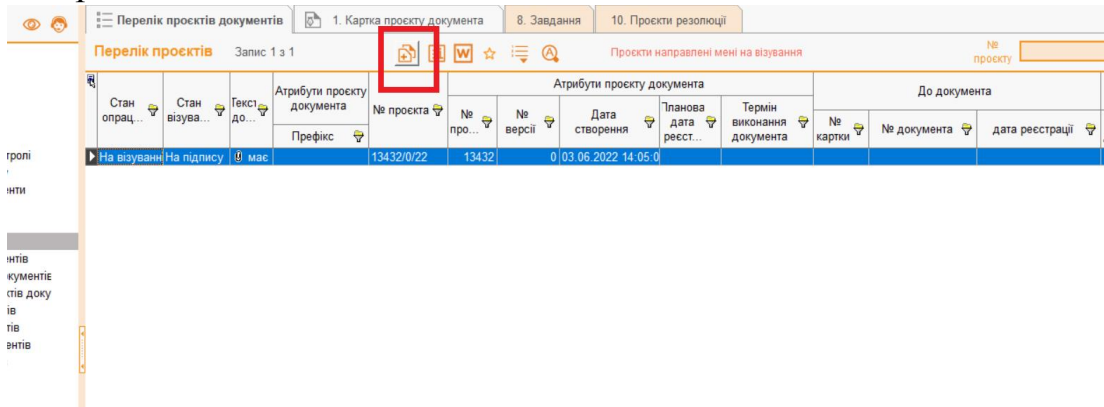 Перелік проєктів документів
1. Картка проєкту документа
8. Завдання
10. Проєкти резолюції
Перелік проєктів
Запис 1 з 1
W
A
Проєкти направлені мені на візування
№ проєкту
Стан опрац...
Стан візува...
Текст до...
Атрибути проєкту документа
Префікс
№ проєкта
Атрибути проєкту документа
№ про...
№ версії
Дата створення
Планова дата реєст...
Термін виконання документа
До документа
№ картки
№ документа
дата реєстрації
На візуванн
На підпису
має
13432/0/22
13432
0
03.06.2022 14:05:0
тролі
енти
ентів
окументів
ктів доку
ів
тів
ентів